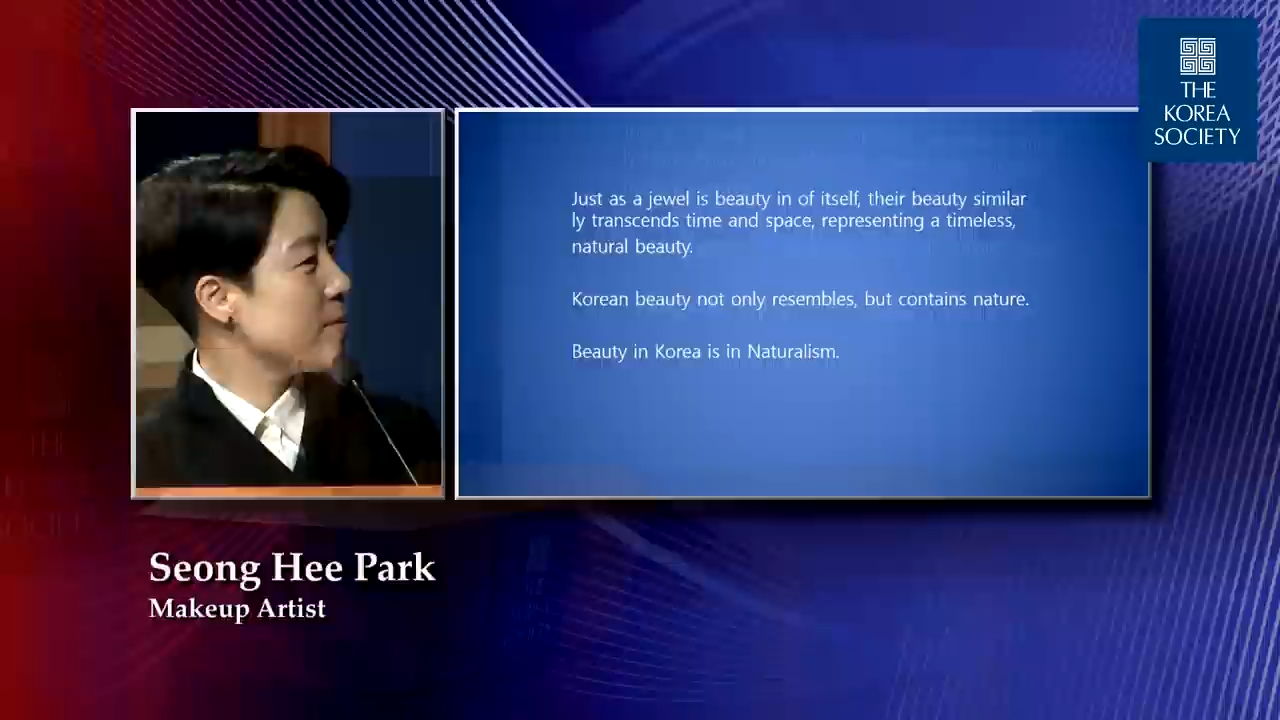 THE
KOREA
SOCIETY
Just as a jewel is beauty in of itself, their beauty similar
ly transcends time and space, representing a timeless,
natural beauty.
Korean beauty not only resembles, but contains nature.
Beauty in Korea is in Naturalism.
Seong Hee Park
Makeup Artist